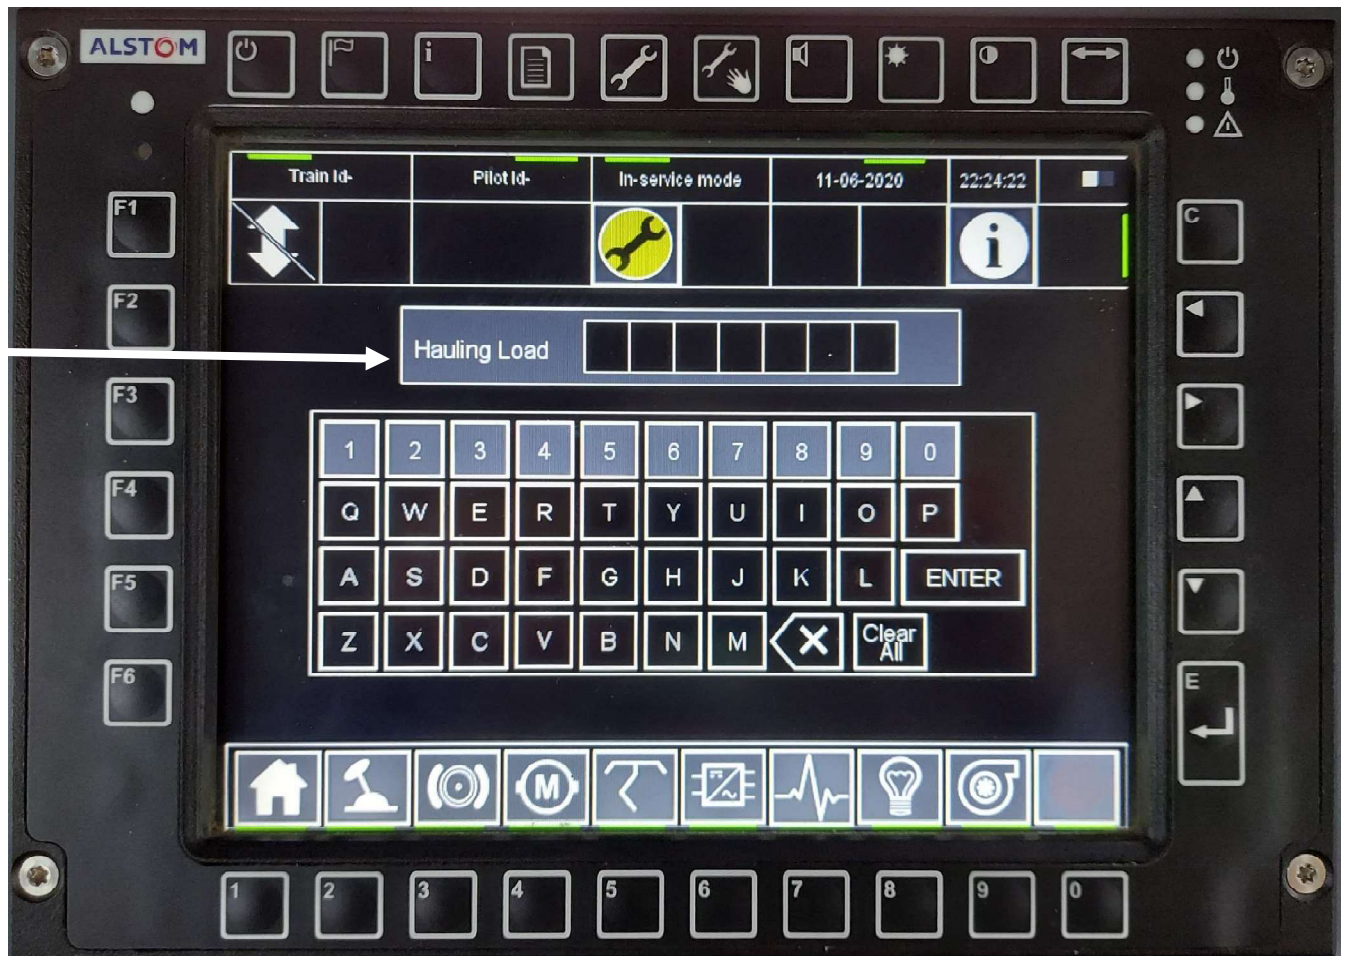 ALSTOM
i
Train Id-
Pilot Id-
In-service mode
11-06-2020
22:24:22
i
F1
F2
F3
F4
F5
F6
C
E
Hauling Load
1 2 3 4 5 6 7 8 9 0
Q W E R T Y U I O P
A S D F G H J K L ENTER
Z X C V B N M X Clear All
M
1 2 3 4 5 6 7 8 9 0